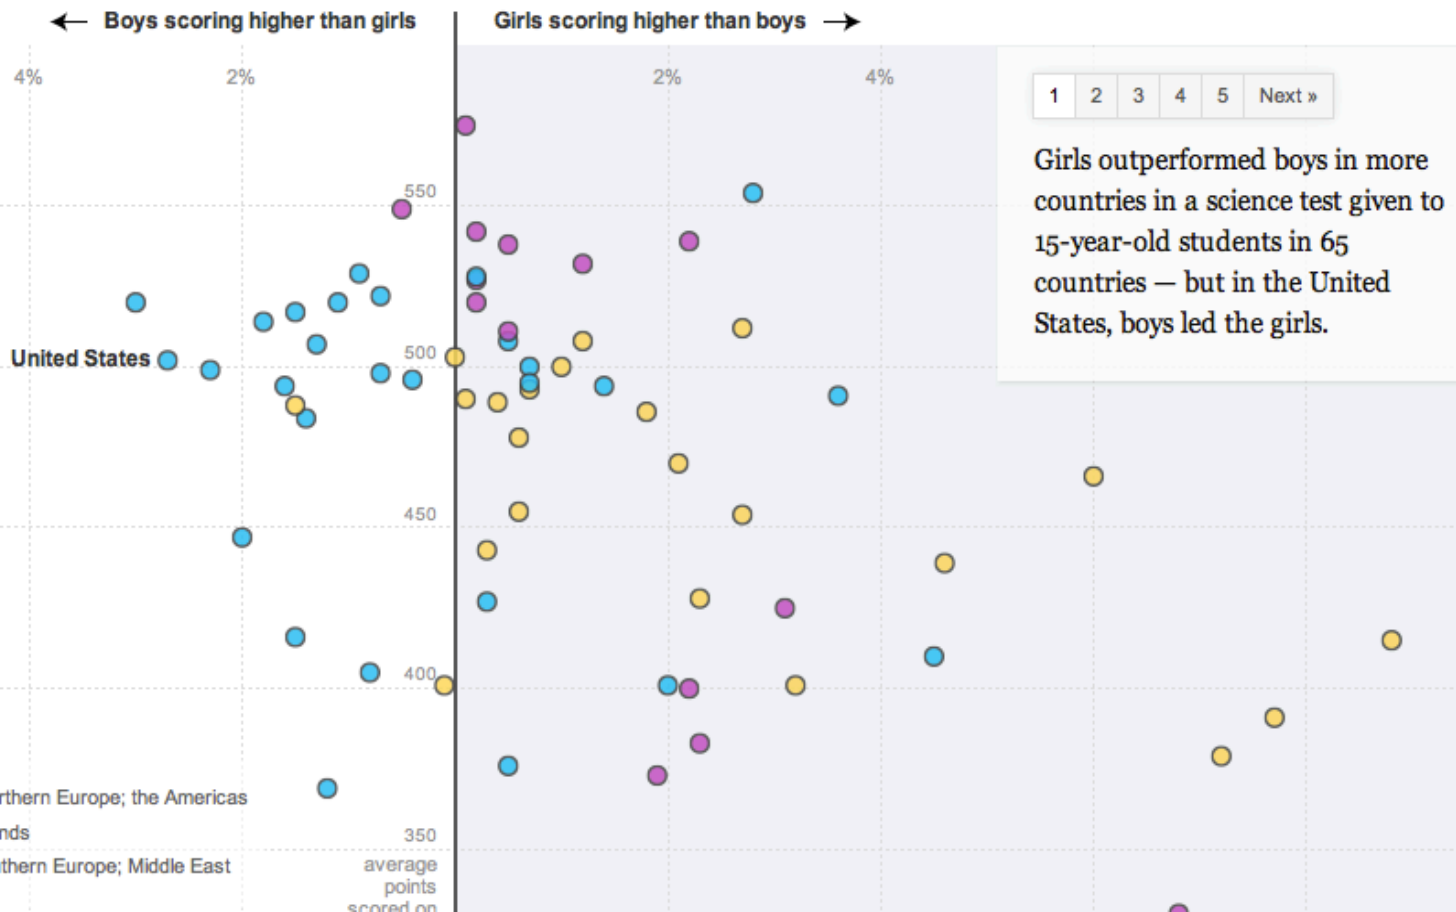 Boys scoring higher than girls
Girls scoring higher than boys
4%
2%
2%
4%
1 2 3 4 5 Next »
Girls outperformed boys in more
countries in a science test given to
15-year-old students in 65
countries — but in the United
States, boys led the girls.
550
500
United States
450
400
350
average
points
scored on
rthern Europe; the Americas
nds
thern Europe; Middle East